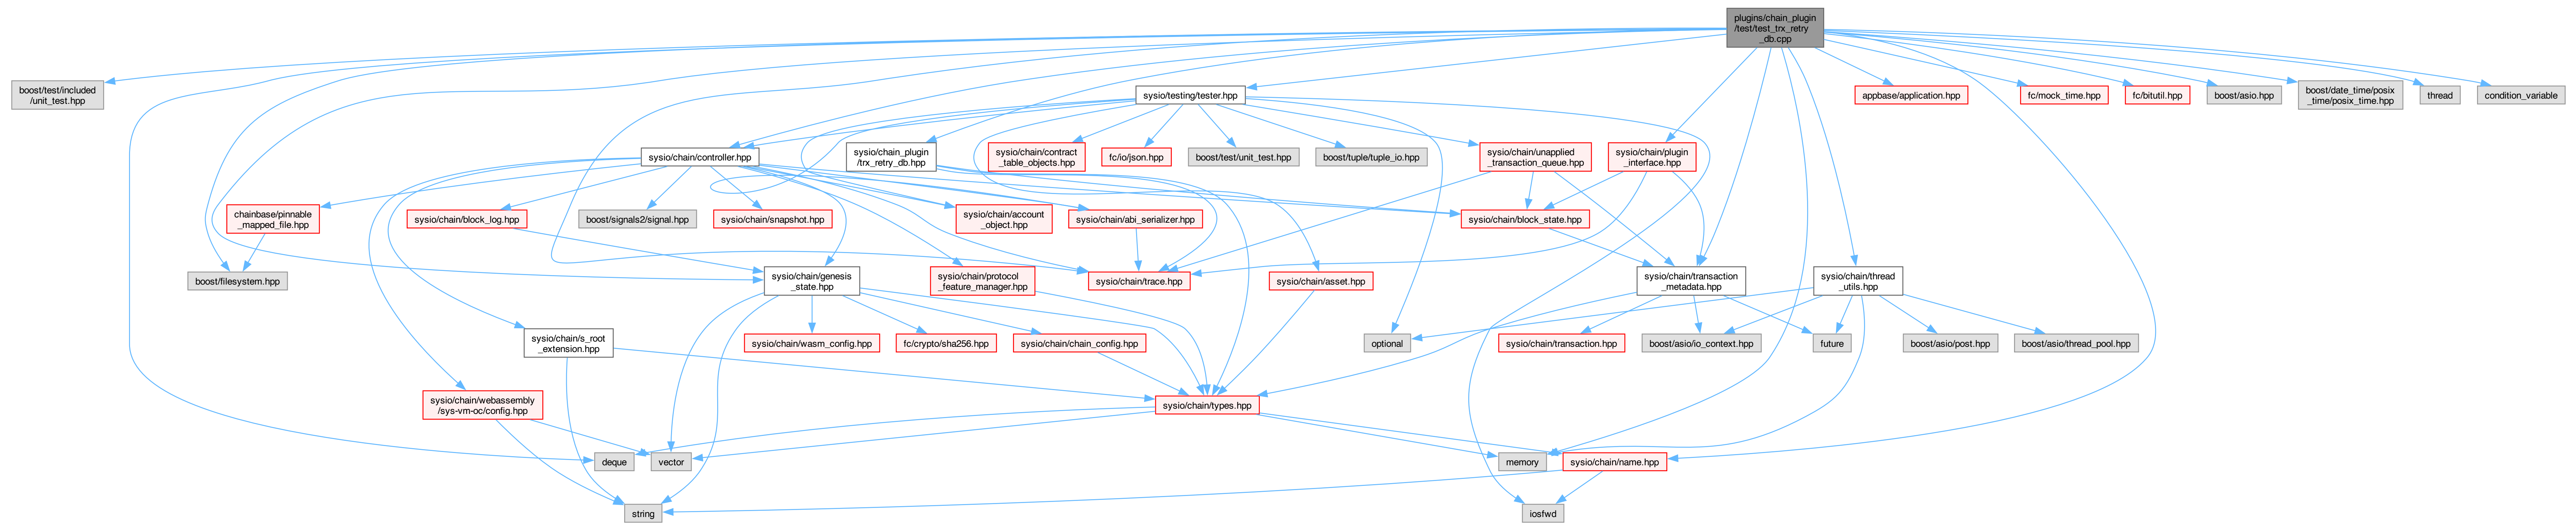 plugins/chain_plugin
/test/test_trx_retry
_db.cpp
boost/test/included
/unit_test.hpp
sysio/testing/tester.hpp
appbase/application.hpp
fc/mock_time.hpp
fc/bitutil.hpp
boost/asio.hpp
boost/date_time/posix
_time/posix_time.hpp
thread
condition_variable
sysio/chain/controller.hpp
sysio/chain_plugin
/trx_retry_db.hpp
sysio/chain/contract
_table_objects.hpp
fc/io/json.hpp
boost/test/unit_test.hpp
boost/tuple/tuple_io.hpp
sysio/chain/unapplied
_transaction_queue.hpp
sysio/chain/plugin
_interface.hpp
chainbase/pinnable
_mapped_file.hpp
sysio/chain/block_log.hpp
boost/signals2/signal.hpp
sysio/chain/snapshot.hpp
sysio/chain/account
_object.hpp
sysio/chain/abi_serializer.hpp
sysio/chain/block_state.hpp
boost/filesystem.hpp
sysio/chain/genesis
_state.hpp
sysio/chain/protocol
_feature_manager.hpp
sysio/chain/trace.hpp
sysio/chain/asset.hpp
sysio/chain/transaction
_metadata.hpp
sysio/chain/thread
_utils.hpp
sysio/chain/s_root
_extension.hpp
sysio/chain/wasm_config.hpp
fc/crypto/sha256.hpp
sysio/chain/chain_config.hpp
optional
sysio/chain/transaction.hpp
boost/asio/io_context.hpp
future
boost/asio/post.hpp
boost/asio/thread_pool.hpp
sysio/chain/webassembly
/sys-vm-oc/config.hpp
sysio/chain/types.hpp
deque
vector
memory
sysio/chain/name.hpp
string
iosfwd